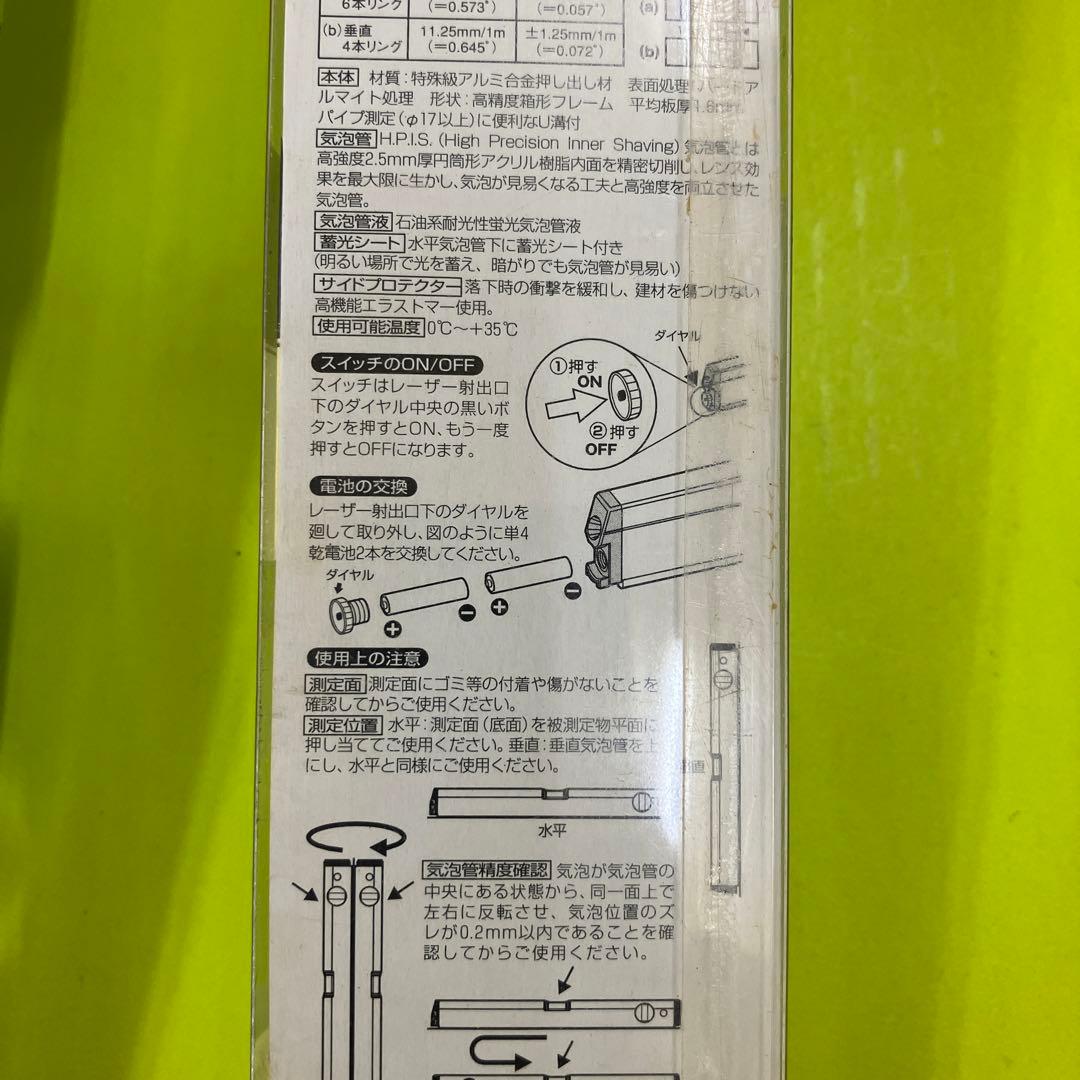 6本リング (＝0.573°) (＝0.057°) (a)
(b)垂直 11.25mm/1m ±1.25mm/1m
4本リング (＝0.645°) (＝0.072°) (b)
本体 材質：特殊級アルミ合金押し出し材 表面処理：ハードア
ルマイト処理 形状：高精度箱形フレーム 平均板厚1.6mm
パイプ測定(φ17以上)に便利なU溝付
気泡管 H.P.I.S. (High Precision Inner Shaving) 気泡管とは
高強度2.5mm厚円筒形アクリル樹脂内面を精密切削し、レンズ効
果を最大限に生かし、気泡が見易くなる工夫と高強度を両立させた
気泡管。
気泡管液 石油系耐光性蛍光気泡管液
蓄光シート 水平気泡管下に蓄光シート付き
(明るい場所で光を蓄え、暗がりでも気泡管が見易い)
サイドプロテクター 落下時の衝撃を緩和し、建材を傷つけない
高機能エラストマー使用。
使用可能温度 0℃～＋35℃
スイッチのON/OFF
スイッチはレーザー射出口
下のダイヤル中央の黒いボ
タンを押すとON、もう一度
押すとOFFになります。
ダイヤル
①押す
ON
②押す
OFF
電池の交換
レーザー射出口下のダイヤルを
廻して取り外し、図のように単4
乾電池2本を交換してください。
ダイヤル
＋ － ＋ －
使用上の注意
測定面 測定面にゴミ等の付着や傷がないことを
確認してからご使用ください。
測定位置 水平：測定面(底面)を被測定物平面に
押し当ててご使用ください。垂直：垂直気泡管を上
にし、水平と同様にご使用ください。
垂直
水平
気泡管精度確認 気泡が気泡管の
中央にある状態から、同一面上で
左右に反転させ、気泡位置のズ
レが0.2mm以内であることを確
認してからご使用ください。